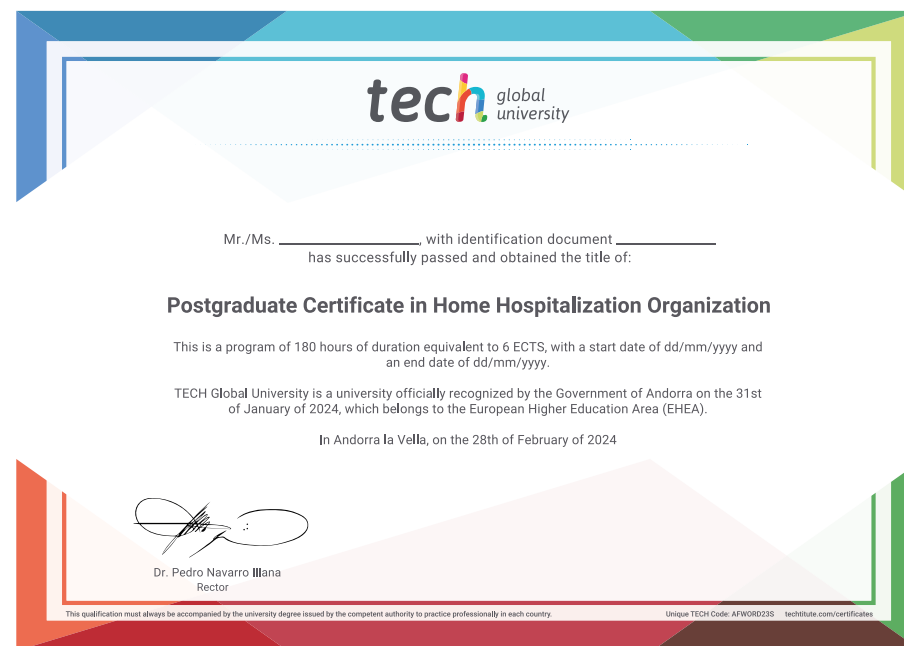 tech global university
Mr./Ms. ____________, with identification document ____________
has successfully passed and obtained the title of:
Postgraduate Certificate in Home Hospitalization Organization
This is a program of 180 hours of duration equivalent to 6 ECTS, with a start date of dd/mm/yyyy and
an end date of dd/mm/yyyy.
TECH Global University is a university officially recognized by the Government of Andorra on the 31st
of January of 2024, which belongs to the European Higher Education Area (EHEA).
In Andorra la Vella, on the 28th of February of 2024
Dr. Pedro Navarro Illana
Rector
This qualification must always be accompanied by the university degree issued by the competent authority to practice professionally in each country. Unique TECH Code: AFWORD23S techtitute.com/certificates